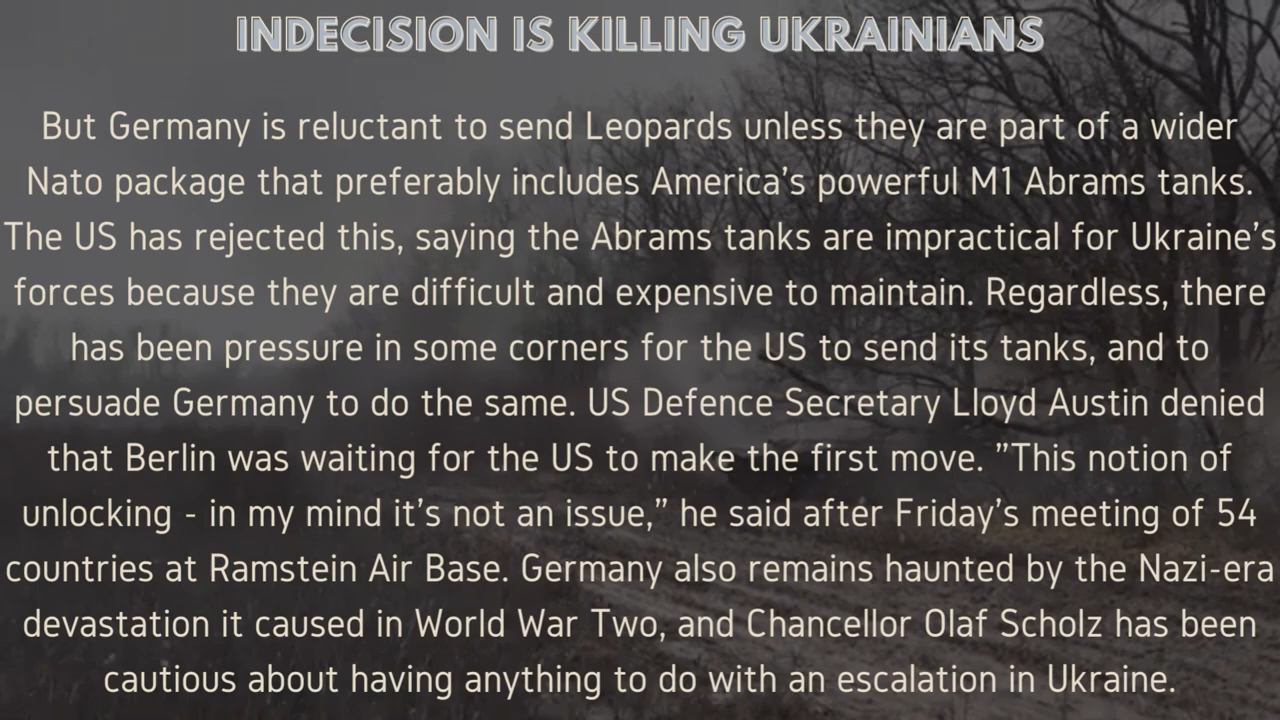 INDECISION IS KILLING UKRAINIANS
But Germany is reluctant to send Leopards unless they are part of a wider
Nato package that preferably includes America's powerful M1 Abrams tanks.
The US has rejected this, saying the Abrams tanks are impractical for Ukraine's
forces because they are difficult and expensive to maintain. Regardless, there
has been pressure in some corners for the US to send its tanks, and to
persuade Germany to do the same. US Defence Secretary Lloyd Austin denied
that Berlin was waiting for the US to make the first move. ”This notion of
unlocking - in my mind it’s not an issue,” he said after Friday’s meeting of 54
countries at Ramstein Air Base. Germany also remains haunted by the Nazi-era
devastation it caused in World War Two, and Chancellor Olaf Scholz has been
cautious about having anything to do with an escalation in Ukraine.